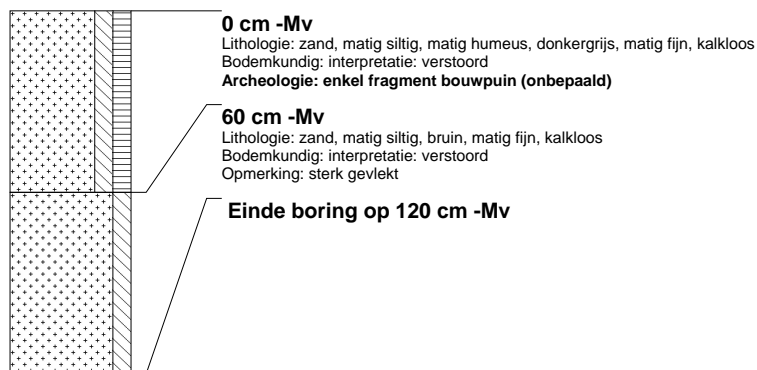 0 cm -Mv
Lithologie: zand, matig siltig, matig humeus, donkergrijs, matig fijn, kalkloos
Bodemkundig: interpretatie: verstoord
Archeologie: enkel fragment bouwpuin (onbepaald)
60 cm -Mv
Lithologie: zand, matig siltig, bruin, matig fijn, kalkloos
Bodemkundig: interpretatie: verstoord
Opmerking: sterk gevlekt
Einde boring op 120 cm -Mv